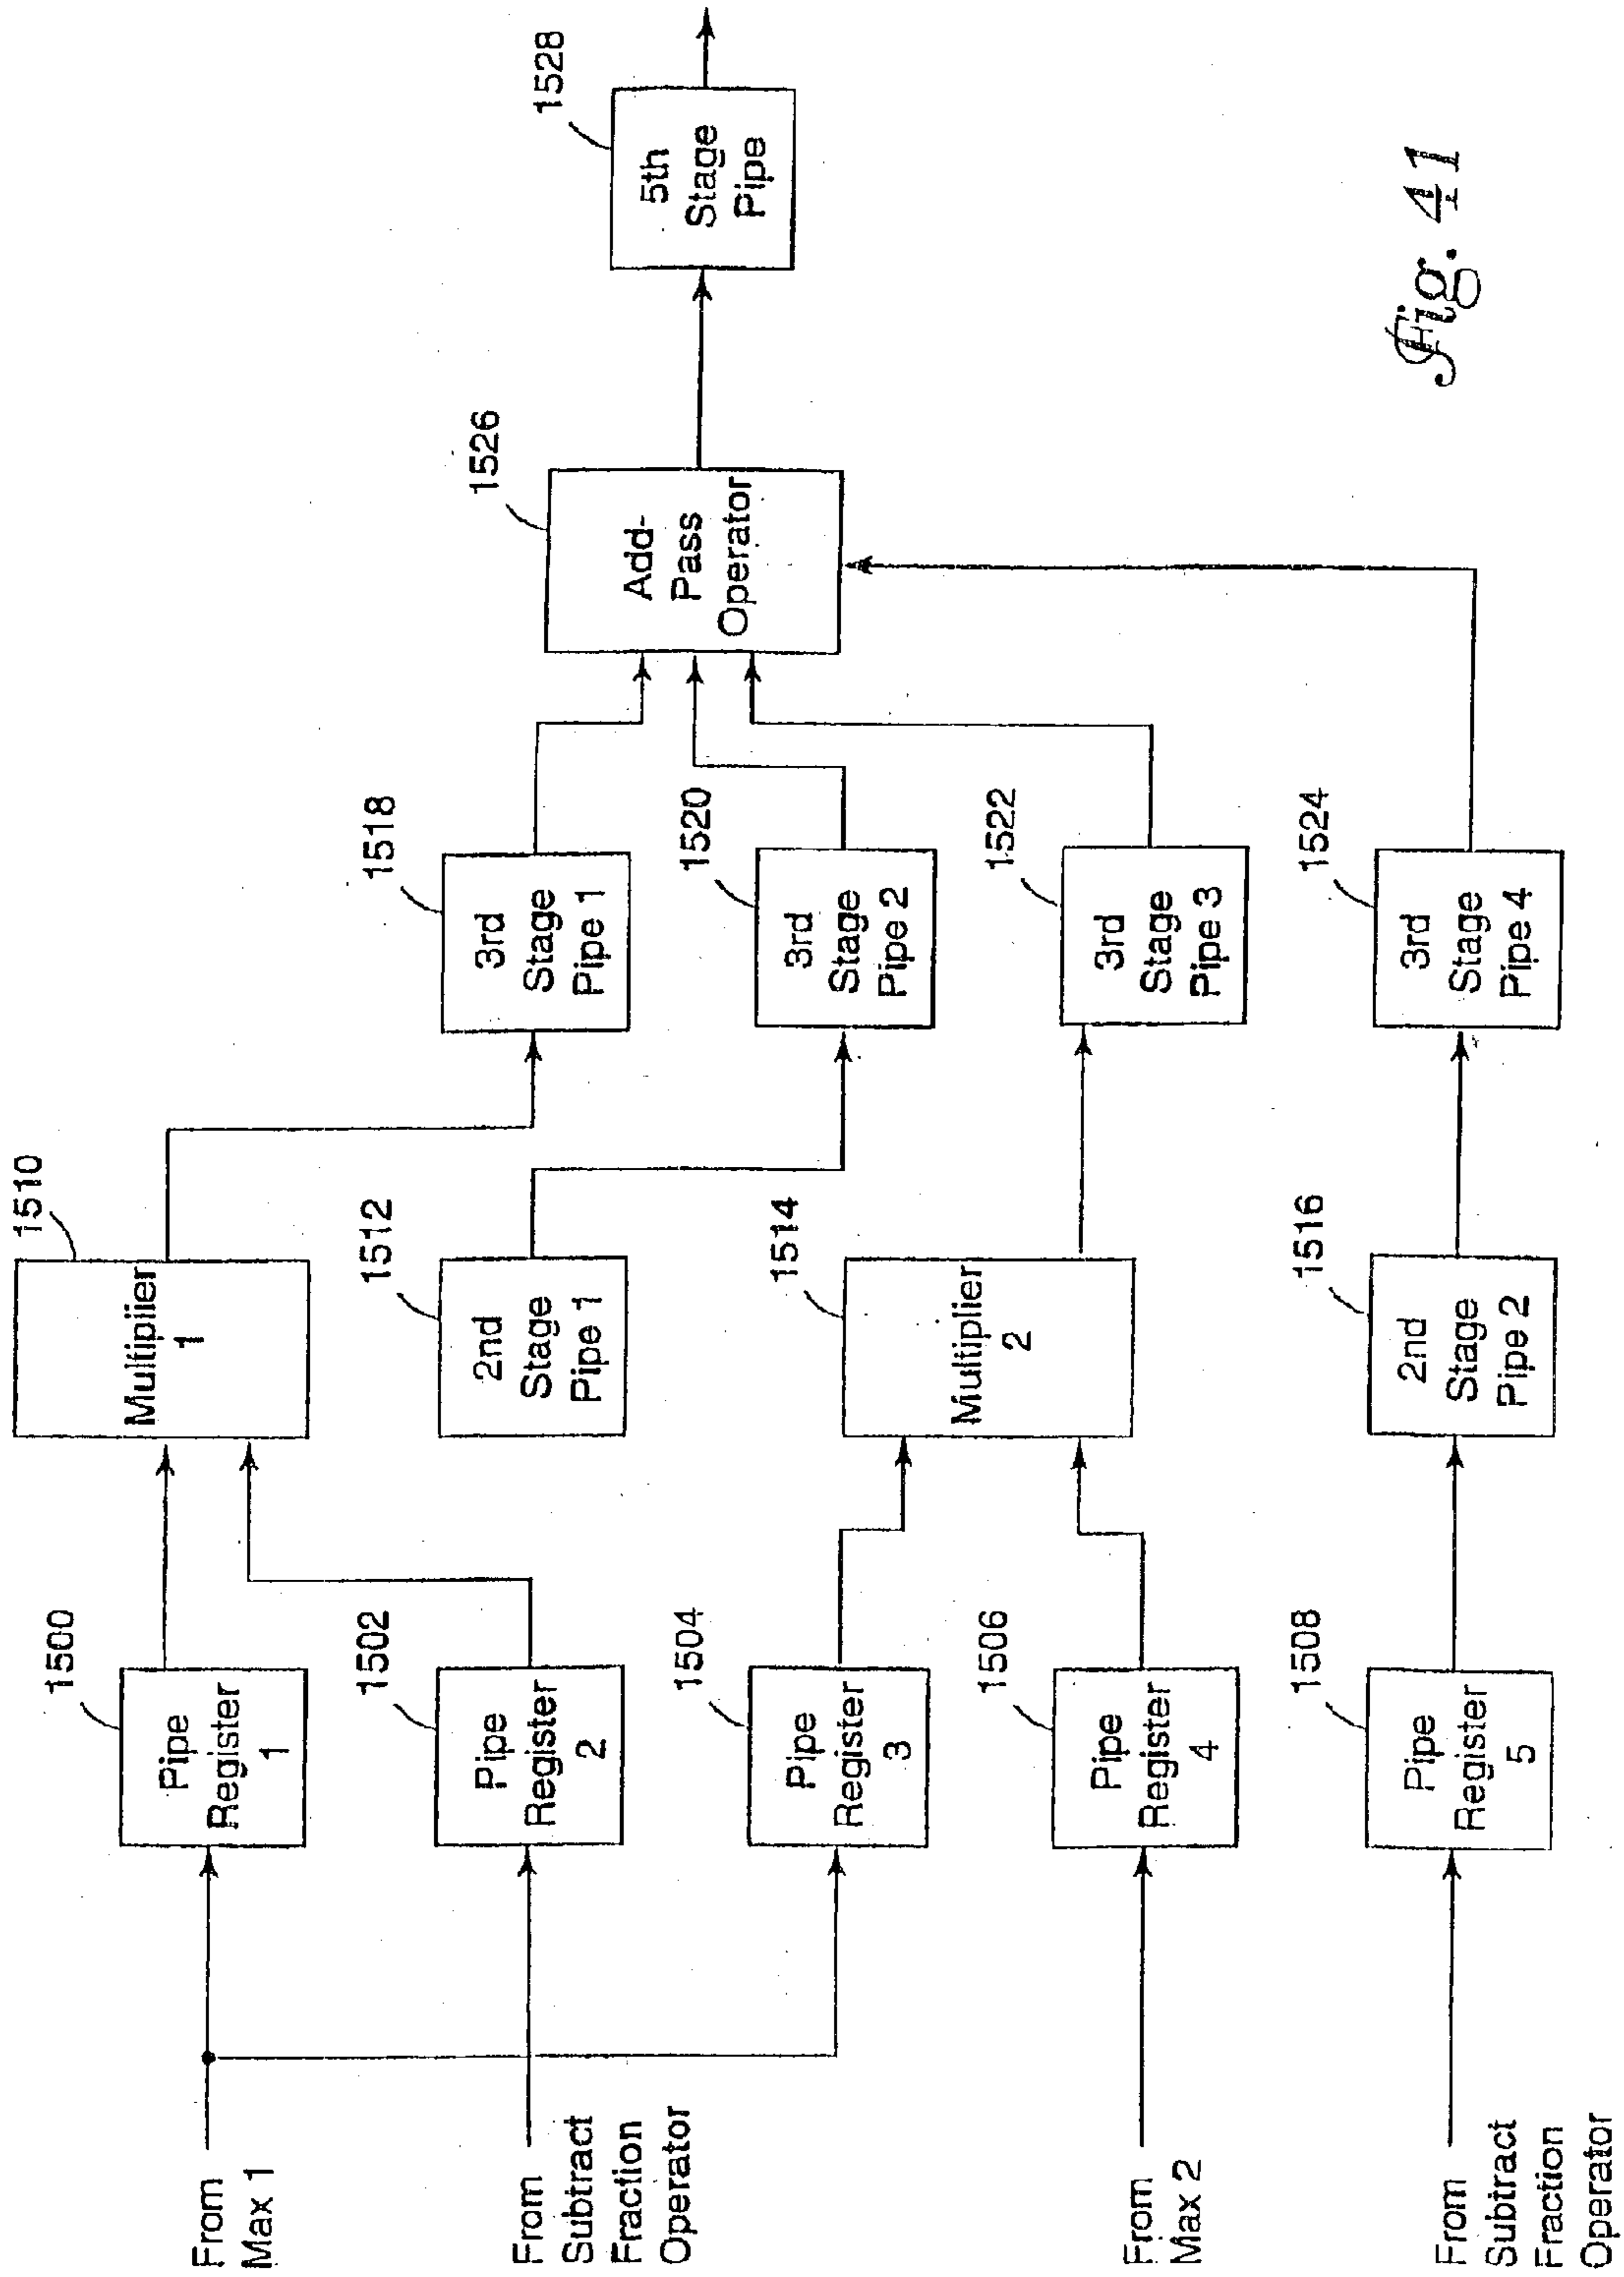 From
Max 1
From
Subtract
Fraction
Operator
From
Max 2
From
Subtract
Fraction
Operator
1500
Pipe
Register
1
1502
Pipe
Register
2
1504
Pipe
Register
3
1506
Pipe
Register
4
1508
Pipe
Register
5
1510
Multiplier
1
1512
2nd
Stage
Pipe 1
1514
Multiplier
2
1516
2nd
Stage
Pipe 2
1518
3rd
Stage
Pipe 1
1520
3rd
Stage
Pipe 2
1522
3rd
Stage
Pipe 3
1524
3rd
Stage
Pipe 4
1526
Add-
Pass
Operator
1528
5th
Stage
Pipe
Fig. 41